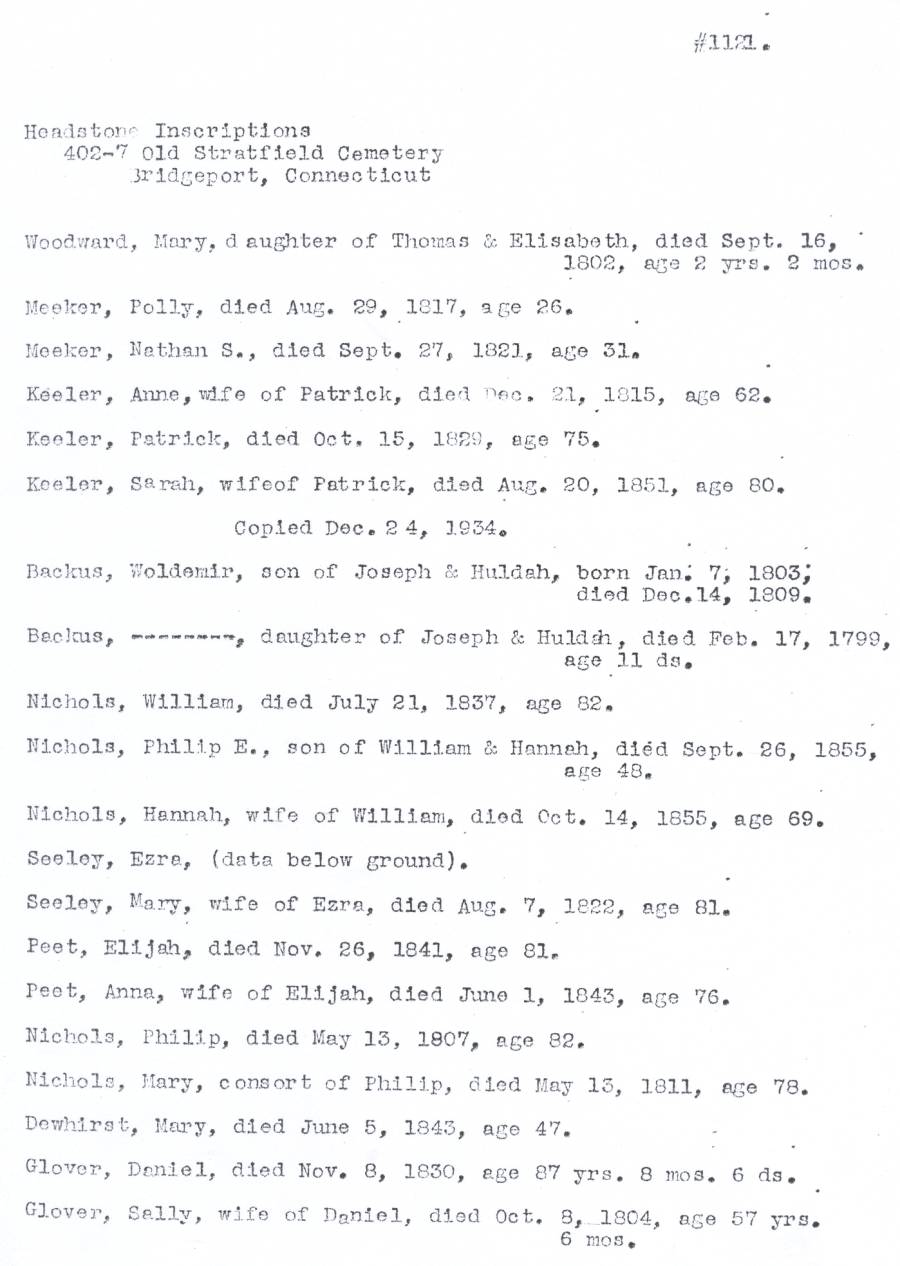 #1121.
Headstone Inscriptions
402-7 Old Stratfield Cemetery
Bridgeport, Connecticut
Woodward, Mary, d aughter of Thomas & Elisabeth, died Sept. 16,
1802, age 2 yrs. 2 mos.
Meeker, Polly, died Aug. 29, 1817, age 26.
Meeker, Nathan S., died Sept. 27, 1821, age 31.
Keeler, Anne, wife of Patrick, died Dec. 21, 1815, age 62.
Keeler, Patrick, died Oct. 15, 1829, age 75.
Keeler, Sarah, wifeof Patrick, died Aug. 20, 1851, age 80.
Copied Dec. 2 4, 1934.
Backus, Woldemir, son of Joseph & Huldah, born Jan. 7, 1803;
died Dec.14, 1809.
Backus, ---------, daughter of Joseph & Huldah, died Feb. 17, 1799,
age 11 ds.
Nichols, William, died July 21, 1837, age 82.
Nichols, Philip E., son of William & Hannah, died Sept. 26, 1855,
age 48.
Nichols, Hannah, wife of William, died Oct. 14, 1855, age 69.
Seeley, Ezra, (data below ground).
Seeley, Mary, wife of Ezra, died Aug. 7, 1822, age 81.
Peet, Elijah, died Nov. 26, 1841, age 81.
Peet, Anna, wife of Elijah, died June 1, 1843, age 76.
Nichols, Philip, died May 13, 1807, age 82.
Nichols, Mary, consort of Philip, died May 13, 1811, age 78.
Dewhirst, Mary, died June 5, 1843, age 47.
Glover, Daniel, died Nov. 8, 1830, age 87 yrs. 8 mos. 6 ds.
Glover, Sally, wife of Daniel, died Oct. 8, 1804, age 57 yrs.
6 mos.